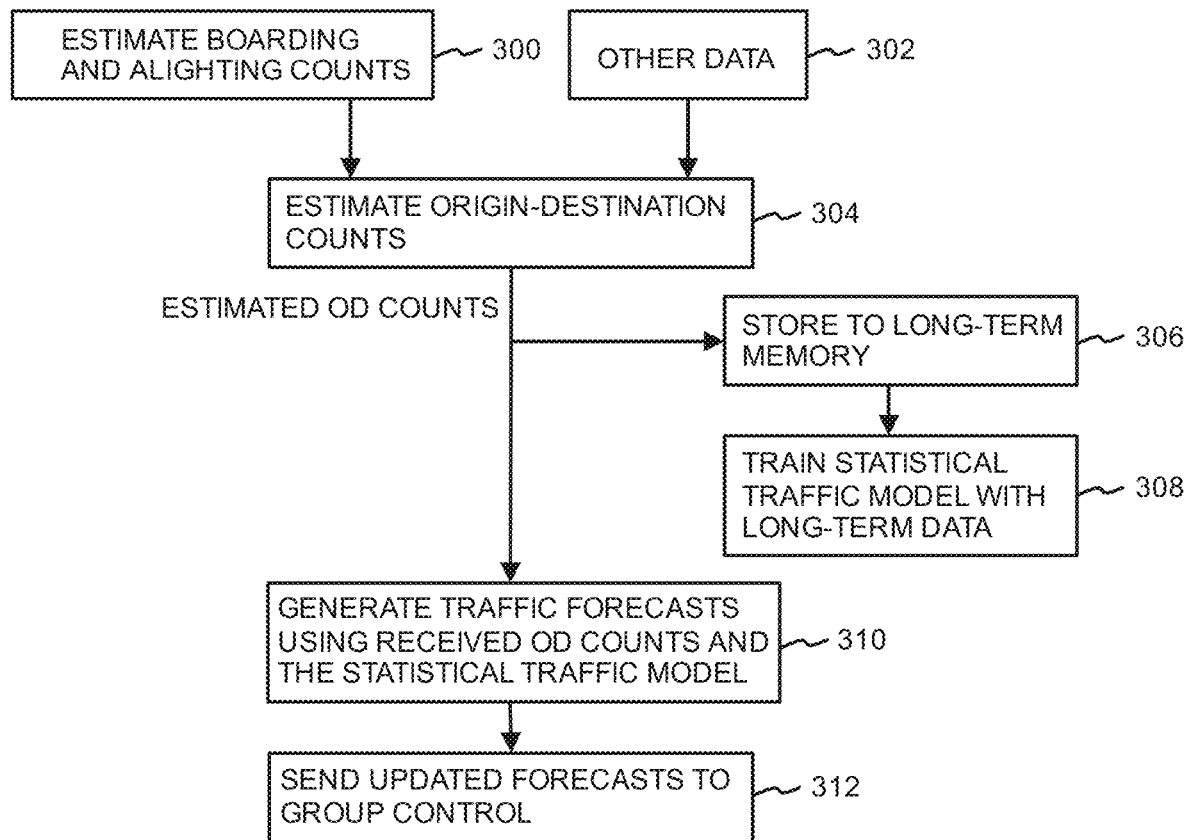 ESTIMATE BOARDING
AND ALIGHTING COUNTS
300
OTHER DATA
302
ESTIMATE ORIGIN-DESTINATION
COUNTS
304
ESTIMATED OD COUNTS
STORE TO LONG-TERM
MEMORY
306
TRAIN STATISTICAL
TRAFFIC MODEL WITH
LONG-TERM DATA
308
GENERATE TRAFFIC FORECASTS
USING RECEIVED OD COUNTS AND
THE STATISTICAL TRAFFIC MODEL
310
SEND UPDATED FORECASTS TO
GROUP CONTROL
312